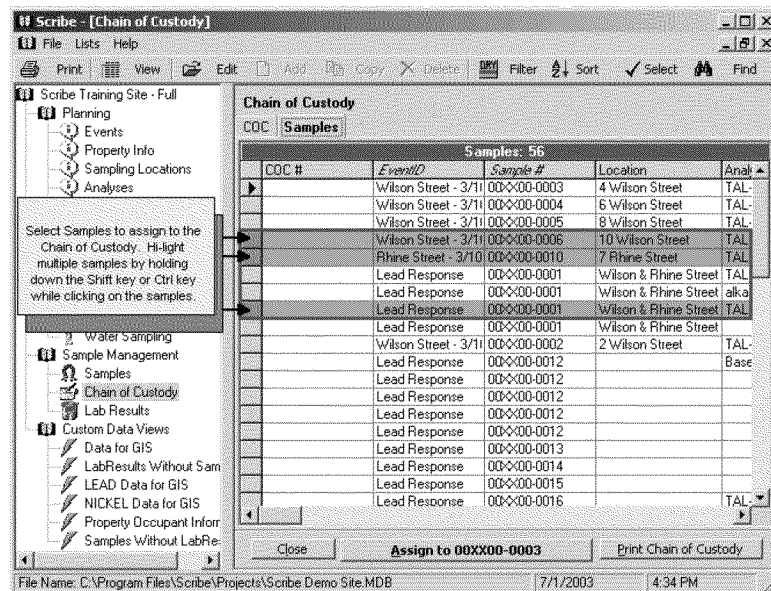 Scribe - [Chain of Custody]
File Lists Help
Print View Edit Add Copy Delete QRY Filter Sort Select Find
Scribe Training Site - Full
Planning
Events
Property Info
Sampling Locations
Analyses
Select Samples to assign to the
Chain of Custody. Hi-light
multiple samples by holding
down the Shift key or Ctrl key
while clicking on the samples.
Water Sampling
Sample Management
Samples
Chain of Custody
Lab Results
Custom Data Views
Data for GIS
LabResults Without Sam
LEAD Data for GIS
NICKEL Data for GIS
Property Occupant Inforr
Samples Without LabRe
Chain of Custody
COC Samples
Samples: 56
COC # EventID Sample # Location Anal
Wilson Street - 3/1 00XX00-0003 4 Wilson Street TAL-
Wilson Street - 3/1 00XX00-0004 6 Wilson Street TAL-
Wilson Street - 3/1 00XX00-0005 8 Wilson Street TAL-
Wilson Street - 3/1 00XX00-0006 10 Wilson Street TAL
Rhine Street - 3/10 00XX00-0010 7 Rhine Street TAL
Lead Response 00XX00-0001 Wilson & Rhine Street TAL
Lead Response 00XX00-0001 Wilson & Rhine Street alka
Lead Response 00XX00-0001 Wilson & Rhine Street TAL
Lead Response 00XX00-0001 Wilson & Rhine Street
Wilson Street - 3/1 00XX00-0002 2 Wilson Street TAL-
Lead Response 00XX00-0012 Base
Lead Response 00XX00-0012
Lead Response 00XX00-0012
Lead Response 00XX00-0012
Lead Response 00XX00-0012
Lead Response 00XX00-0013
Lead Response 00XX00-0014
Lead Response 00XX00-0015
Lead Response 00XX00-0016 TAL-
Close Assign to 00XX00-0003 Print Chain of Custody
File Name: C:\Program Files\Scribe\Projects\Scribe Demo Site.MDB 7/1/2003 4:34 PM